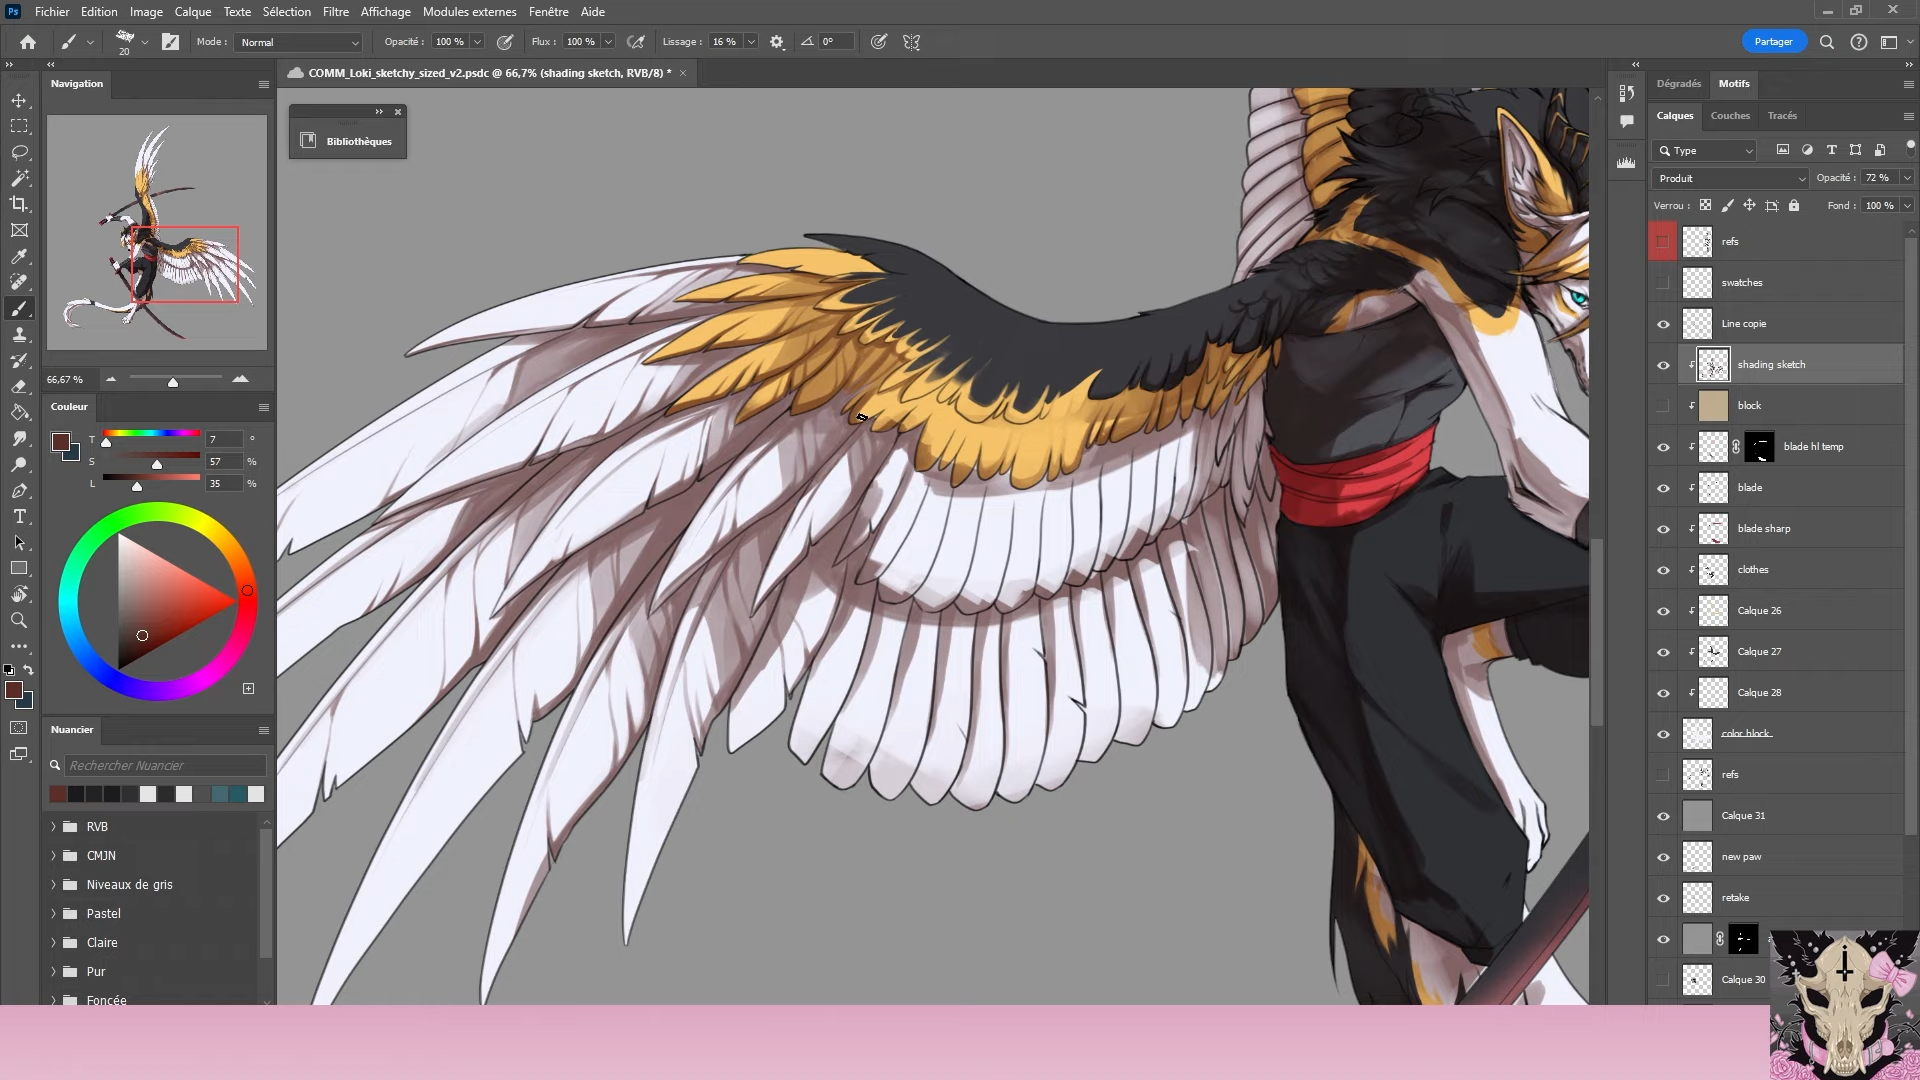 Ps Fichier Edition Image Calque Texte Sélection Filtre Affichage Modules externes Fenêtre Aide
20 Mode : Normal Opacité : 100 % Flux : 100 % Lissage : 16 % 0° Partager
Navigation
COMM_Loki_sketchy_sized_v2.psdc @ 66,7% (shading sketch, RVB/8) *
Bibliothèques
66,67 %
Couleur
T 7 °
S 57 %
L 35 %
Nuancier
Rechercher Nuancier
RVB
CMJN
Niveaux de gris
Pastel
Claire
Pur
Foncée
Dégradés Motifs
Calques Couches Tracés
Type
Produit Opacité : 72 %
Verrou : Fond : 100 %
refs
swatches
Line copie
shading sketch
block
blade hl temp
blade
blade sharp
clothes
Calque 26
Calque 27
Calque 28
color block
refs
Calque 31
new paw
retake
Calque 30